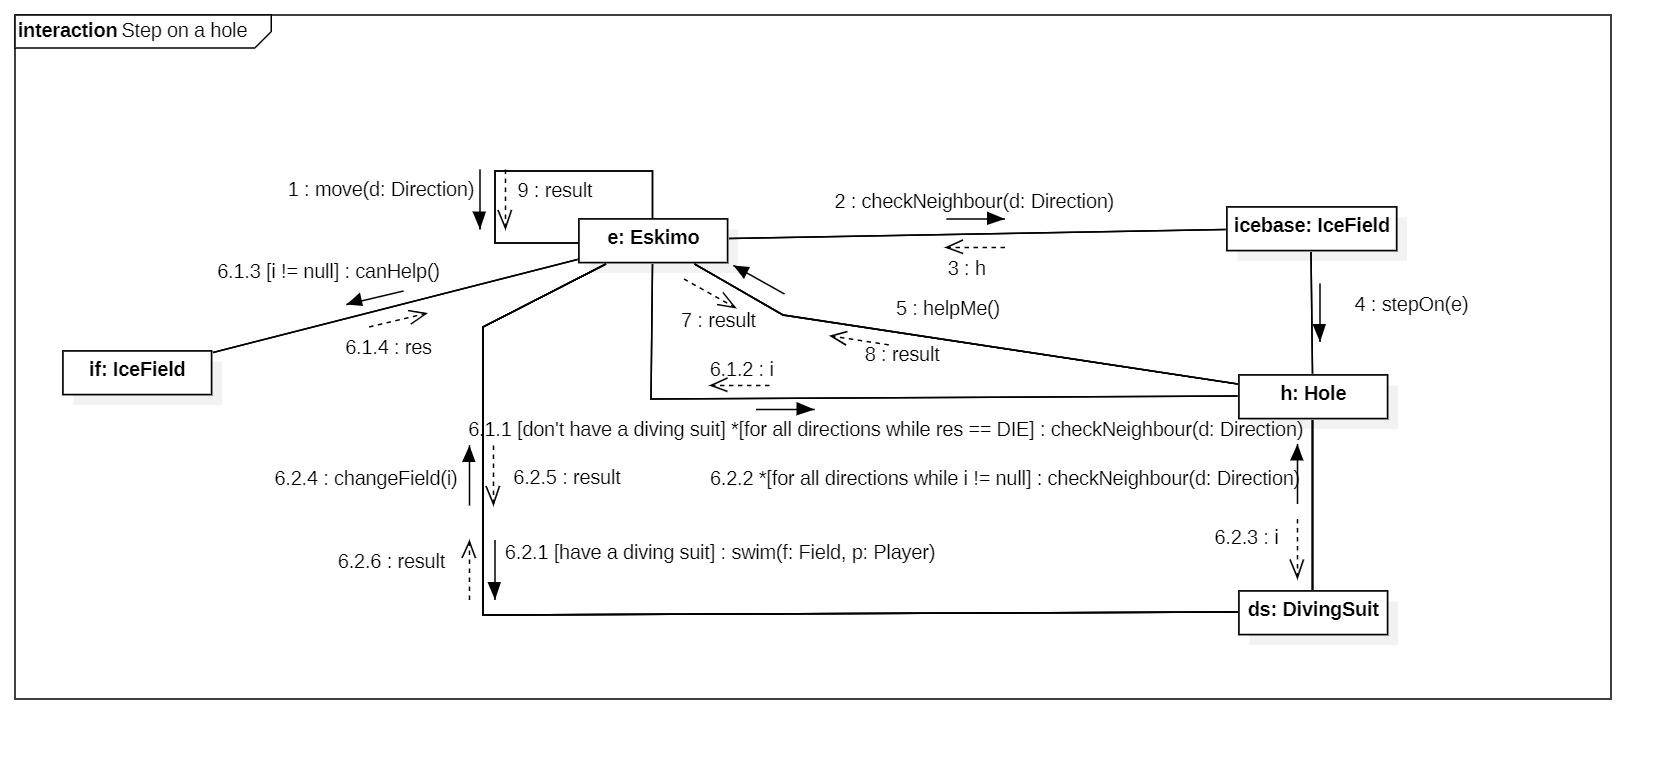 interaction Step on a hole
1 : move(d: Direction)
9 : result
2 : checkNeighbour(d: Direction)
icebase: IceField
e: Eskimo
3 : h
6.1.3 [i != null] : canHelp()
5 : helpMe()
4 : stepOn(e)
7 : result
6.1.4 : res
8 : result
if: IceField
6.1.2 : i
h: Hole
6.1.1 [don't have a diving suit] *[for all directions while res == DIE] : checkNeighbour(d: Direction)
6.2.4 : changeField(i)
6.2.5 : result
6.2.2 *[for all directions while i != null] : checkNeighbour(d: Direction)
6.2.3 : i
6.2.1 [have a diving suit] : swim(f: Field, p: Player)
6.2.6 : result
ds: DivingSuit